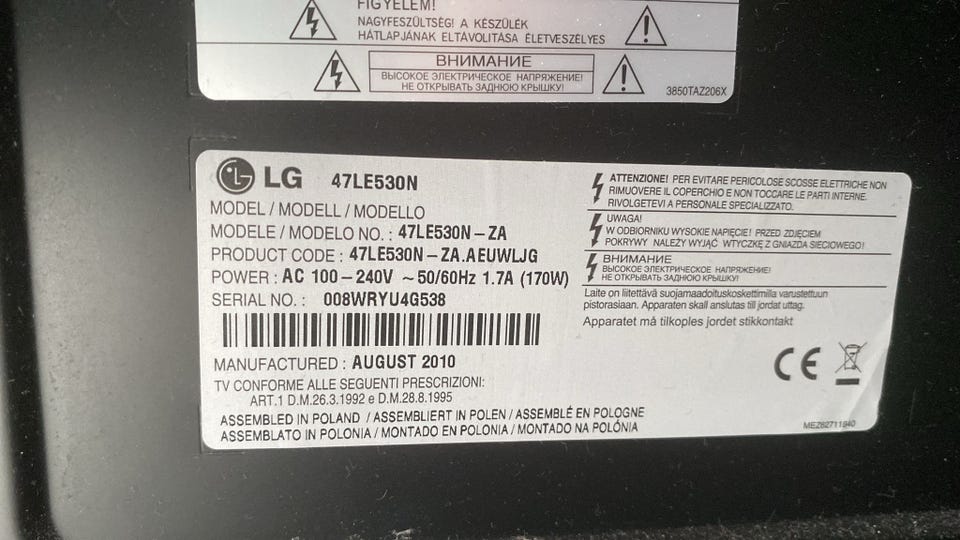 FIGYELEM!
NAGYFESZÜLTSÉG! A KÉSZÜLÉK
HÁTLAPJÁNAK ELTÁVOLÍTÁSA ÉLETVESZÉLYES
ВНИМАНИЕ
ВЫСОКОЕ ЭЛЕКТРИЧЕСКОЕ НАПРЯЖЕНИЕ!
НЕ ОТКРЫВАТЬ ЗАДНЮЮ КРЫШКУ!
3850TAZ206X
LG 47LE530N
MODEL / MODELL / MODELLO
MODELE / MODELO NO. : 47LE530N-ZA
PRODUCT CODE : 47LE530N-ZA.AEUWLJG
POWER : AC 100-240V ~50/60Hz 1.7A (170W)
SERIAL NO. : 008WRYU4G538
MANUFACTURED : AUGUST 2010
TV CONFORME ALLE SEGUENTI PRESCRIZIONI:
ART.1 D.M.26.3.1992 e D.M.28.8.1995
ASSEMBLED IN POLAND / ASSEMBLIERT IN POLEN / ASSEMBLÉ EN POLOGNE
ASSEMBLATO IN POLONIA / MONTADO EN POLONIA / MONTADO NA POLÓNIA
ATTENZIONE! PER EVITARE PERICOLOSE SCOSSE ELETTRICHE NON
RIMUOVERE IL COPERCHIO E NON TOCCARE LE PARTI INTERNE.
RIVOLGETEVI A PERSONALE SPECIALIZZATO.
UWAGA!
W ODBIORNIKU WYSOKIE NAPIĘCIE! PRZED ZDJĘCIEM
POKRYWY NALEŻY WYJĄĆ WTYCZKĘ Z GNIAZDA SIECIOWEGO!
ВНИМАНИЕ
ВЫСОКОЕ ЭЛЕКТРИЧЕСКОЕ НАПРЯЖЕНИЕ!
НЕ ОТКРЫВАТЬ ЗАДНЮЮ КРЫШКУ!
Laite on liitettävä suojamaadoituskoskettimilla varustettuun
pistorasiaan. Apparaten skall anslutas till jordat uttag.
Apparatet må tilkoples jordet stikkontakt
CE
MEZ62711940